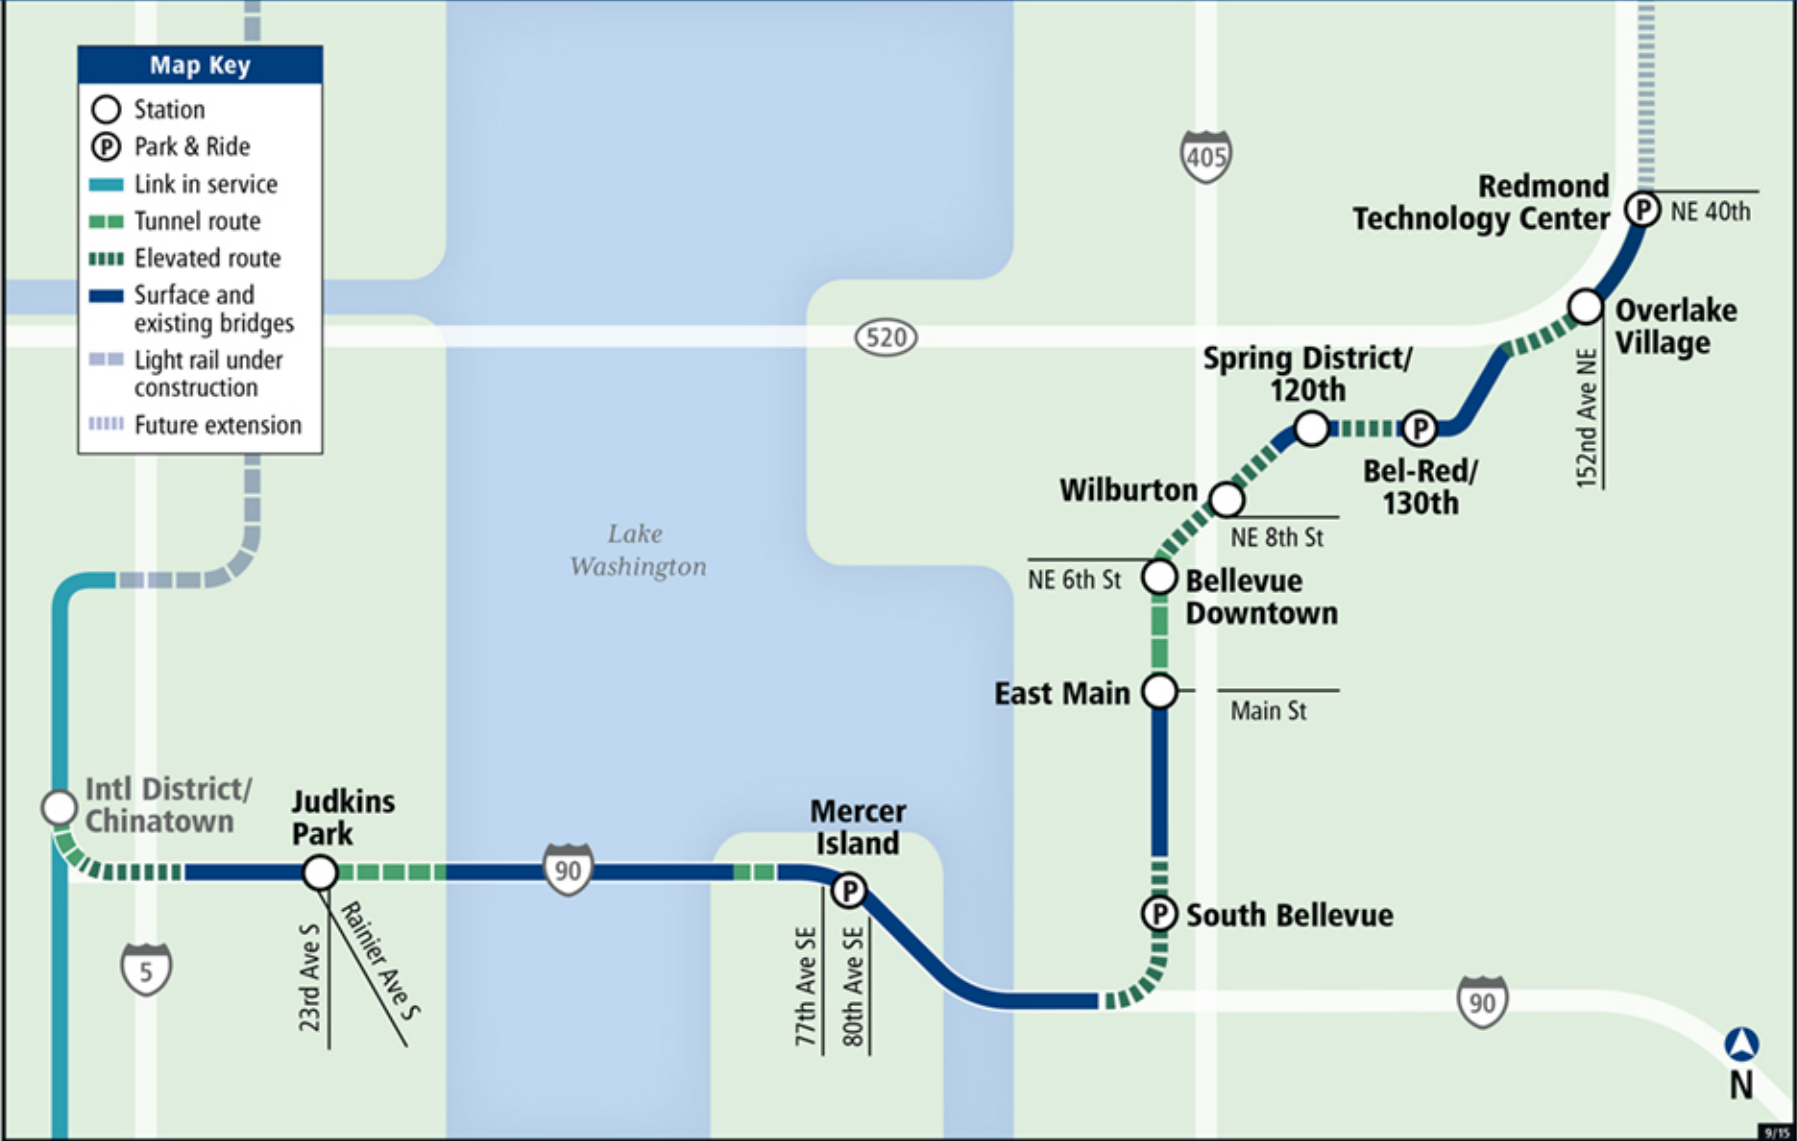 Map Key
Station
Park & Ride
Link in service
Tunnel route
Elevated route
Surface and
existing bridges
Light rail under
construction
Future extension
405
Redmond
Technology Center
P
NE 40th
520
Overlake
Village
152nd Ave NE
Spring District/
120th
P
Bel-Red/
130th
Wilburton
NE 8th St
NE 6th St
Bellevue
Downtown
Lake
Washington
East Main
Main St
Intl District/
Chinatown
Judkins
Park
Mercer
Island
90
P
P
South Bellevue
23rd Ave S
Rainier Ave S
77th Ave SE
80th Ave SE
5
90
N
9/15